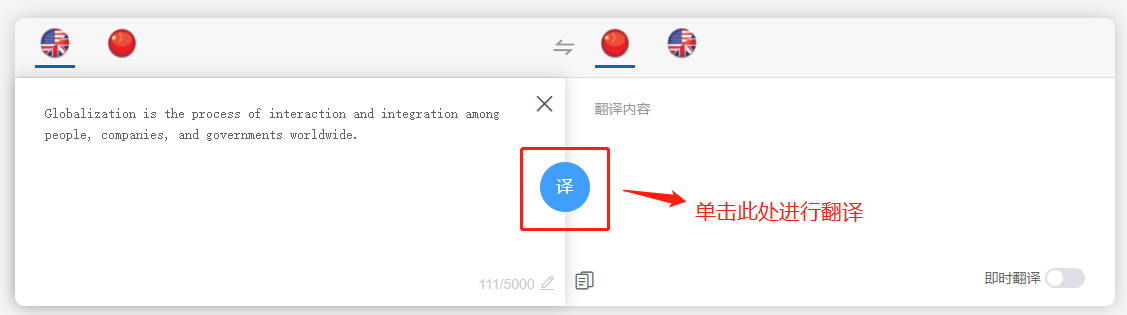 Globalization is the process of interaction and integration among
people, companies, and governments worldwide.
翻译内容
译
单击此处进行翻译
111/5000
即时翻译